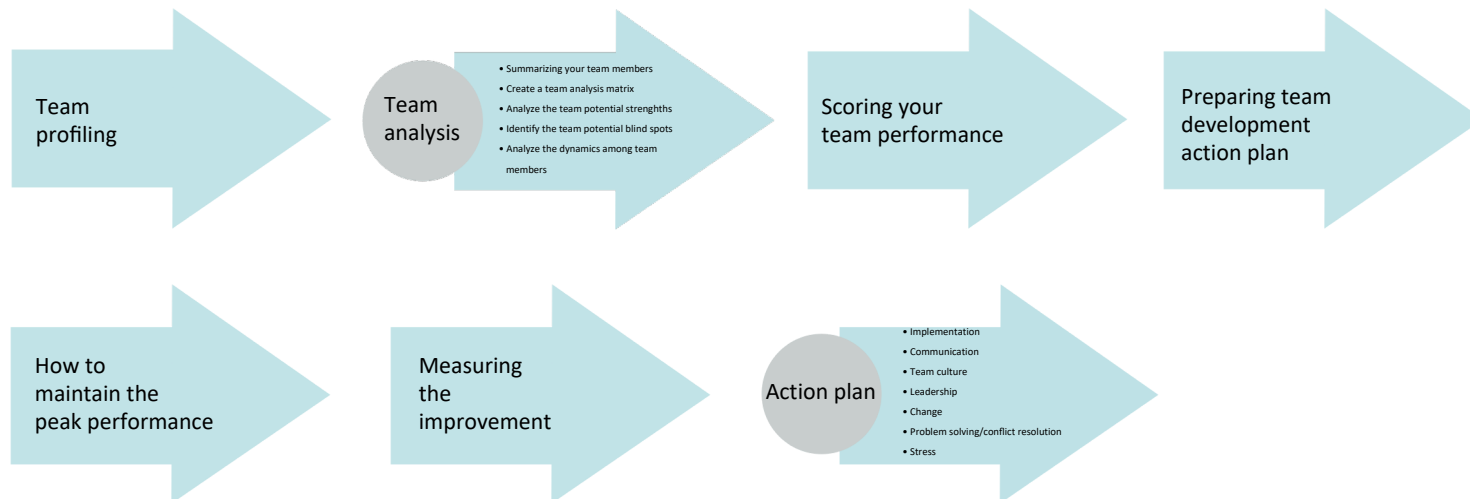 Team
profiling
Team
analysis
• Summarizing your team members
• Create a team analysis matrix
• Analyze the team potential strenghths
• Identify the team potential blind spots
• Analyze the dynamics among team
members
Scoring your
team performance
Preparing team
development
action plan
How to
maintain the
peak performance
Measuring
the
improvement
Action plan
• Implementation
• Communication
• Team culture
• Leadership
• Change
• Problem solving/conflict resolution
• Stress